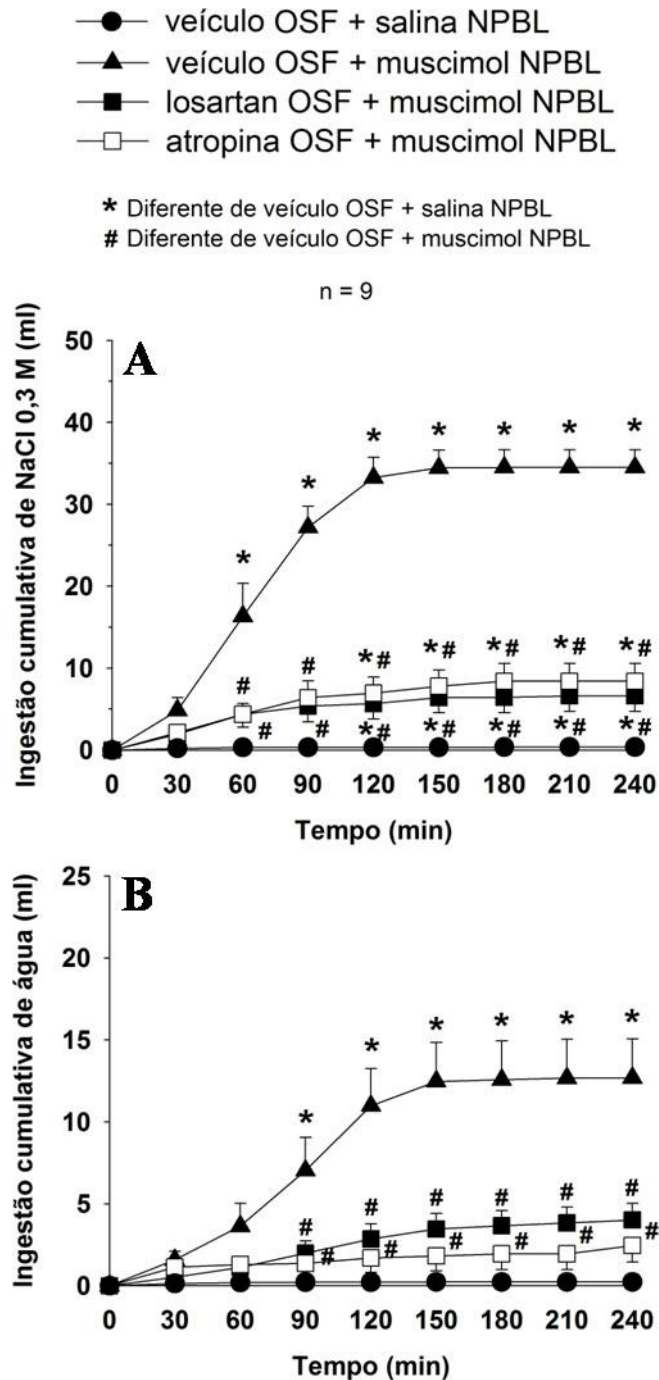 veículo OSF + salina NPBL
veículo OSF + muscimol NPBL
losartan OSF + muscimol NPBL
atropina OSF + muscimol NPBL
* Diferente de veículo OSF + salina NPBL
# Diferente de veículo OSF + muscimol NPBL
n = 9
A
Ingestão cumulativa de NaCl 0,3 M (ml)
50
40
30
20
10
0
* * * * * * *
# # *# *# *# *# *#
# # *# *# *# *# *#
0 30 60 90 120 150 180 210 240
Tempo (min)
B
Ingestão cumulativa de água (ml)
25
20
15
10
5
0
* * * * * *
# # # # # #
# # # # # #
0 30 60 90 120 150 180 210 240
Tempo (min)